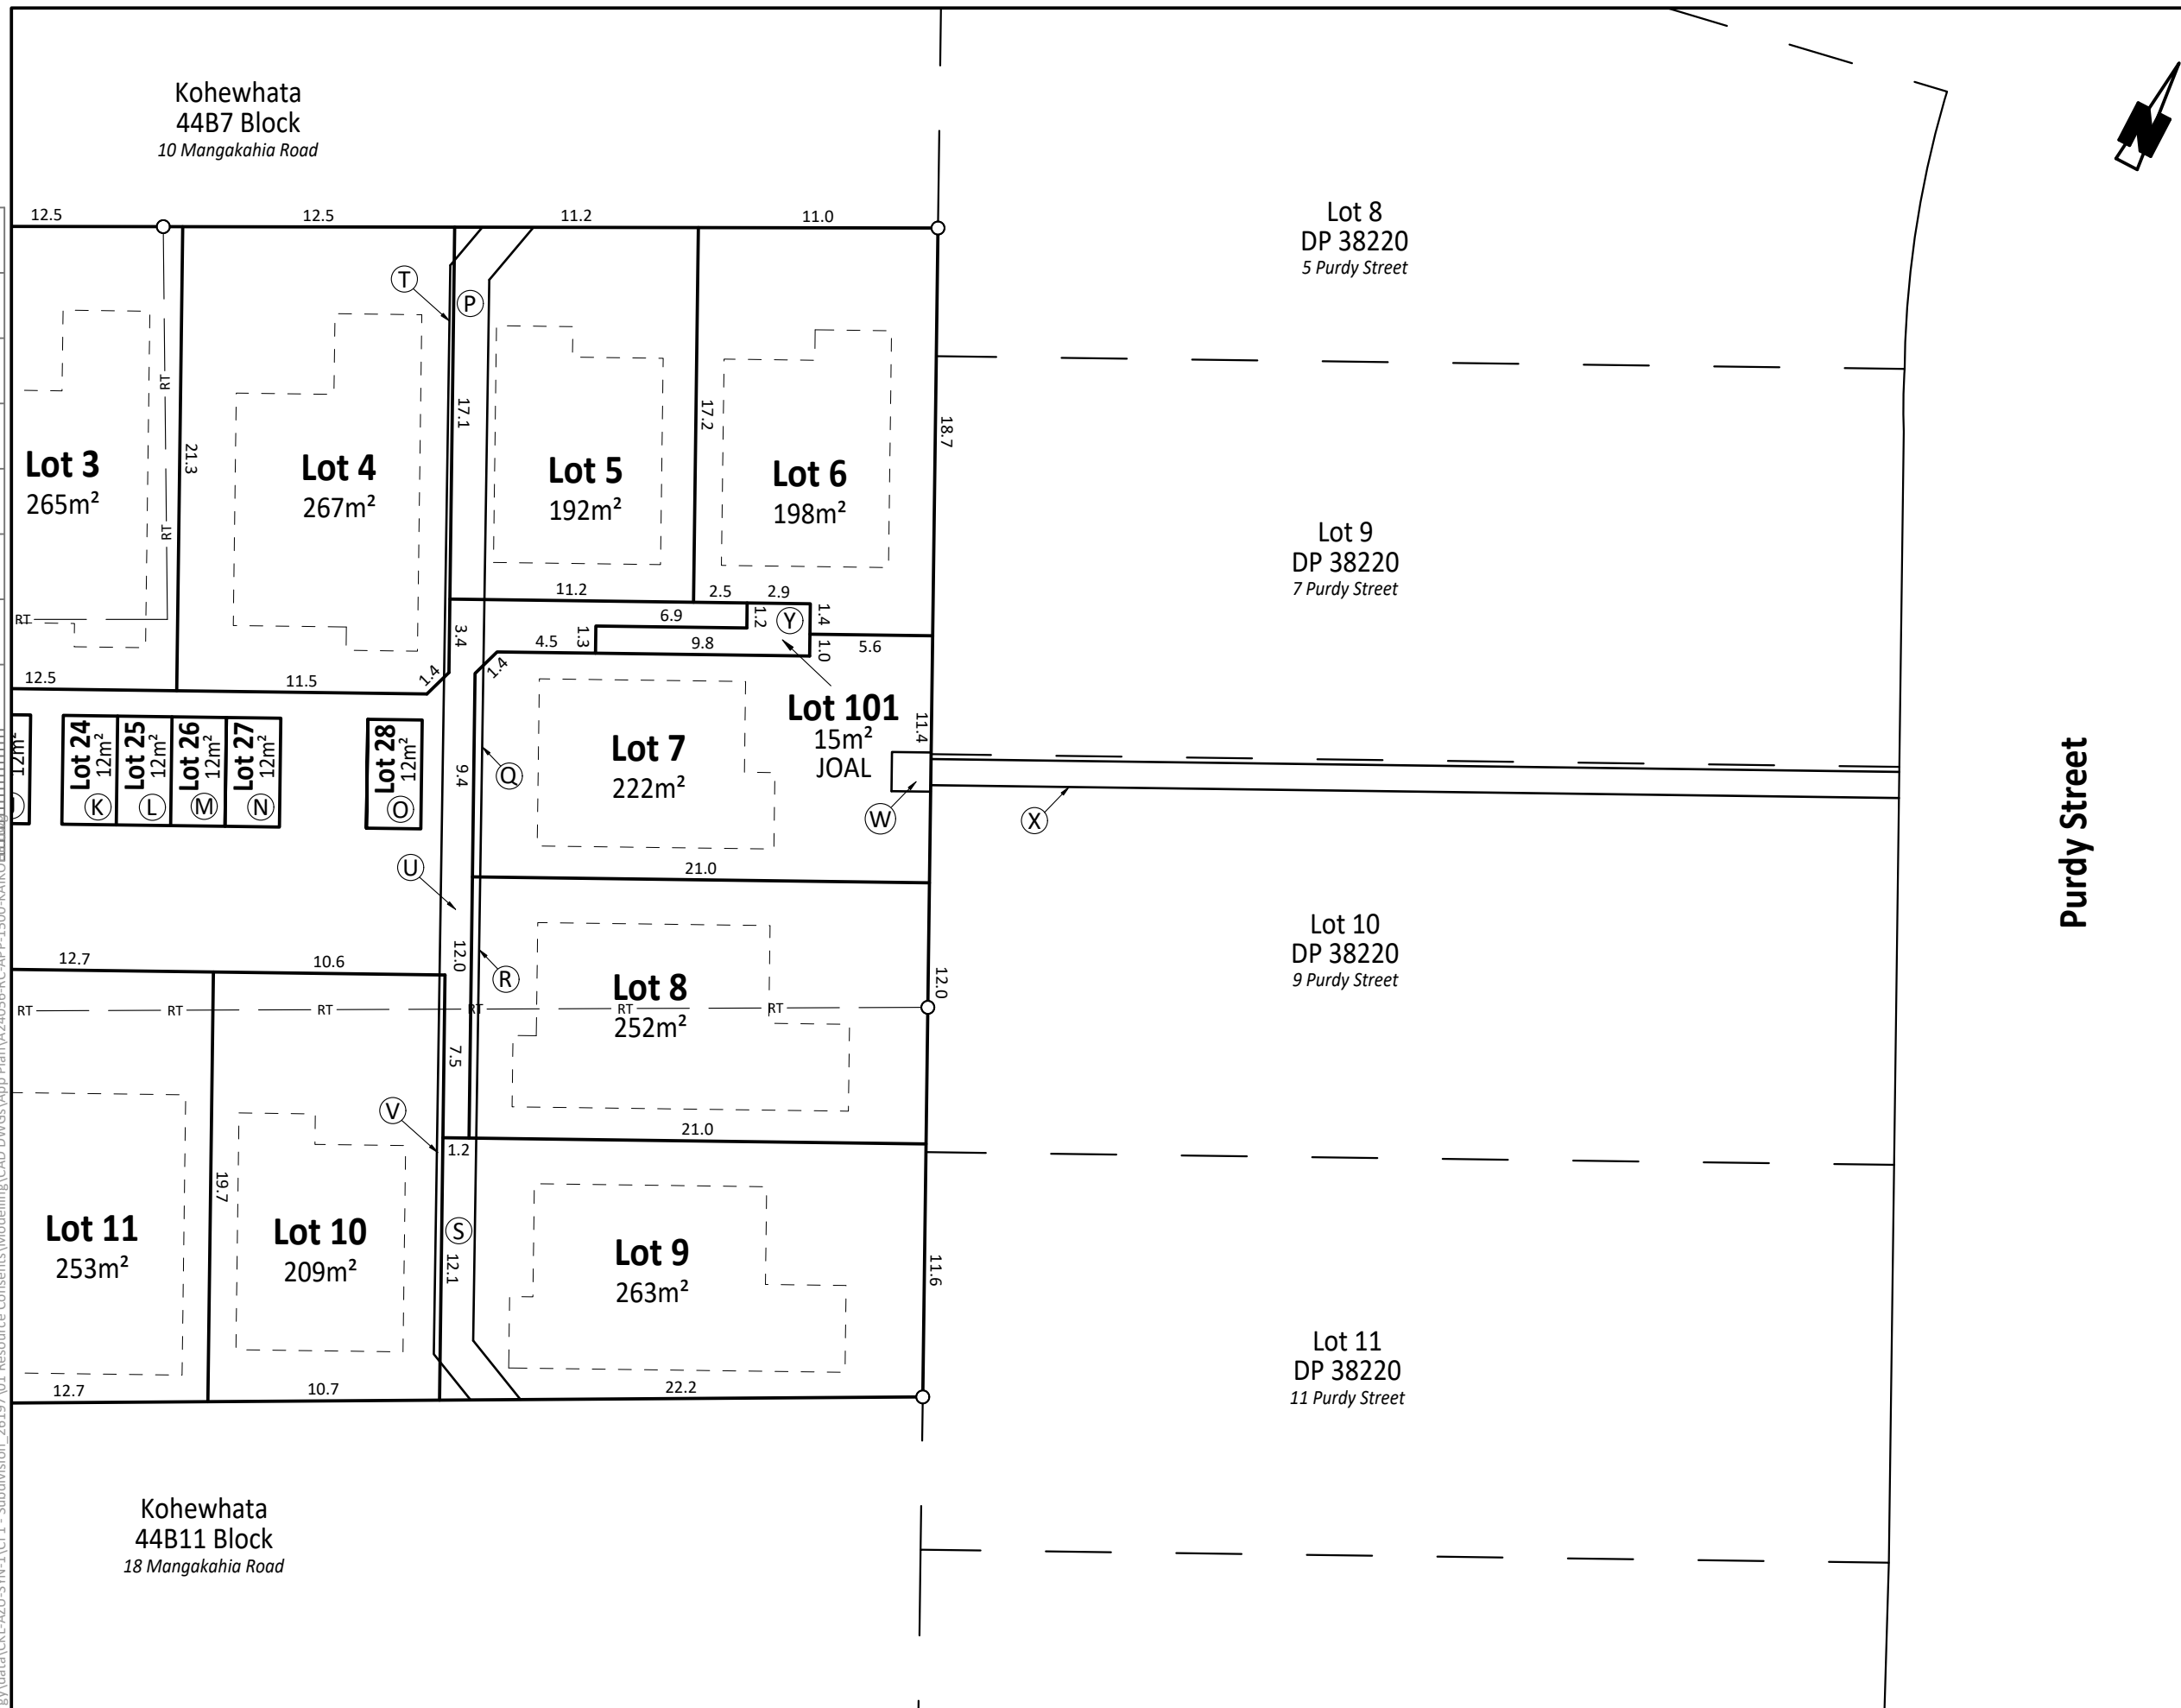 Kohewhata
44B7 Block
10 Mangakahia Road
12.5
12.5
11.2
11.0
Lot 8
DP 38220
5 Purdy Street
N
T
P
RT
RT
RT
21.3
17.1
17.2
18.7
Lot 3
265m²
Lot 4
267m²
Lot 5
192m²
Lot 6
198m²
Lot 9
DP 38220
7 Purdy Street
11.2
2.5
2.9
6.9
1.2
Y
1.4
3.4
4.5
1.3
9.8
1.0
5.6
12.5
11.5
1.4
1.4
Lot 101
15m²
JOAL
11.4
12m²
J
Lot 24
12m²
K
Lot 25
12m²
L
Lot 26
12m²
M
Lot 27
12m²
N
Lot 28
12m²
O
9.4
Q
Lot 7
222m²
W
X
Purdy Street
U
21.0
12.7
10.6
12.0
R
Lot 8
252m²
12.0
Lot 10
DP 38220
9 Purdy Street
RT
RT
RT
RT
RT
RT
7.5
V
21.0
1.2
19.7
S
12.1
Lot 11
253m²
Lot 10
209m²
Lot 9
263m²
11.6
Lot 11
DP 38220
11 Purdy Street
12.7
10.7
22.2
Kohewhata
44B11 Block
18 Mangakahia Road